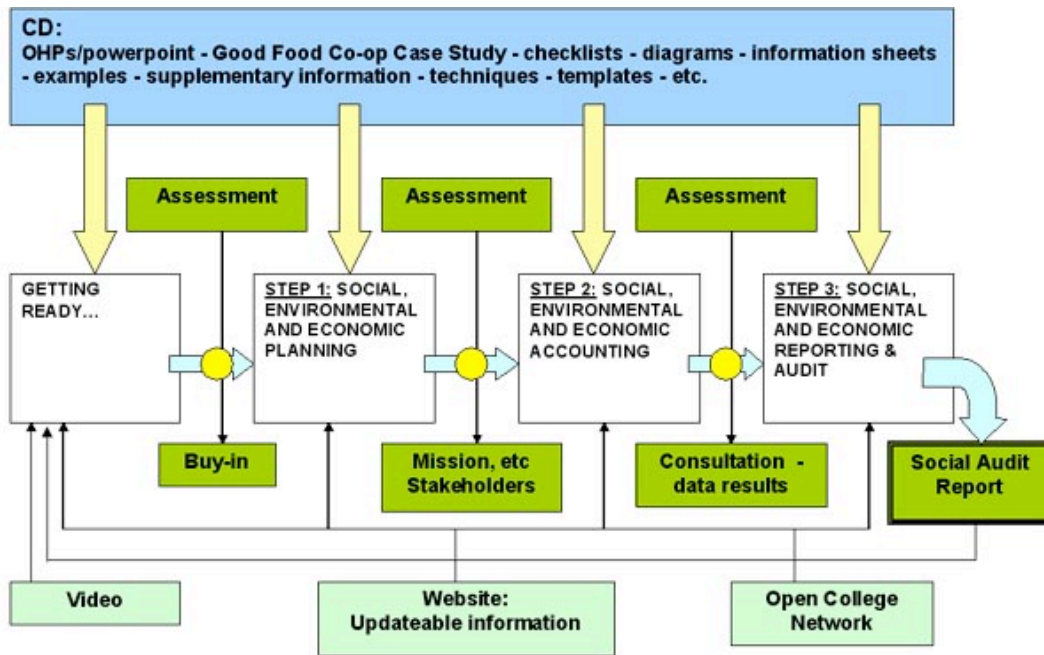 CD:
OHPs/powerpoint - Good Food Co-op Case Study - checklists - diagrams - information sheets
- examples - supplementary information - techniques - templates - etc.
Assessment
Assessment
Assessment
GETTING
READY...
STEP 1: SOCIAL,
ENVIRONMENTAL
AND ECONOMIC
PLANNING
STEP 2: SOCIAL,
ENVIRONMENTAL
AND ECONOMIC
ACCOUNTING
STEP 3: SOCIAL,
ENVIRONMENTAL
AND ECONOMIC
REPORTING &
AUDIT
Buy-in
Mission, etc
Stakeholders
Consultation -
data results
Social Audit
Report
Video
Website:
Updateable information
Open College
Network